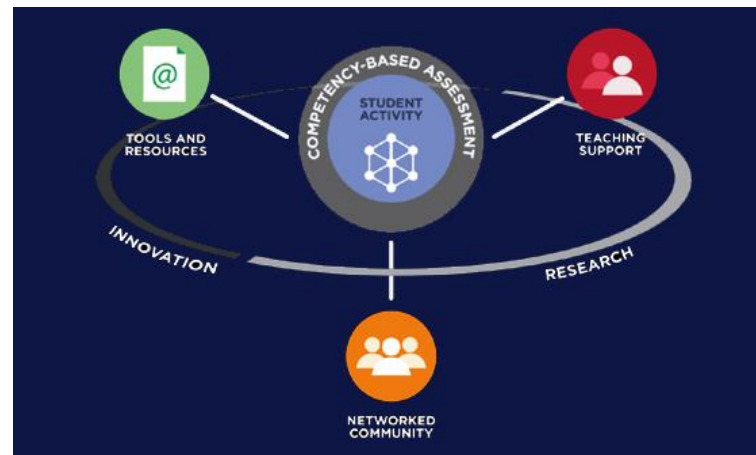 COMPETENCY-BASED ASSESSMENT
STUDENT
ACTIVITY
@
TOOLS AND
RESOURCES
TEACHING
SUPPORT
INNOVATION
RESEARCH
NETWORKED
COMMUNITY